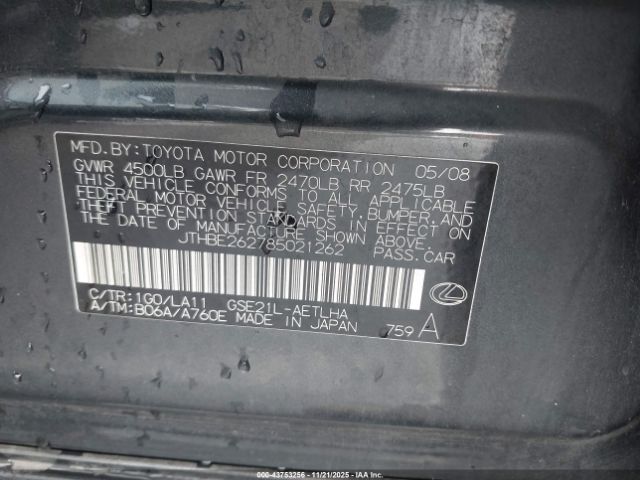 MFD.BY:TOYOTA MOTOR CORPORATION 05/08
GVWR 4500LB GAWR FR 2470LB RR 2475LB
THIS VEHICLE CONFORMS TO ALL APPLICABLE
FEDERAL MOTOR VEHICLE SAFETY,BUMPER,AND
THEFT PREVENTION STANDARDS IN EFFECT ON
THE DATE OF MANUFACTURE SHOWN ABOVE.
JTHBE262785021262 PASS.CAR
C/TR:1G0/LA11 GSE21L-AETLHA
A/TM:B06A/A760E MADE IN JAPAN 759 A
© - 43753256 - 11/21/2025 - IAA Holdings, LLC